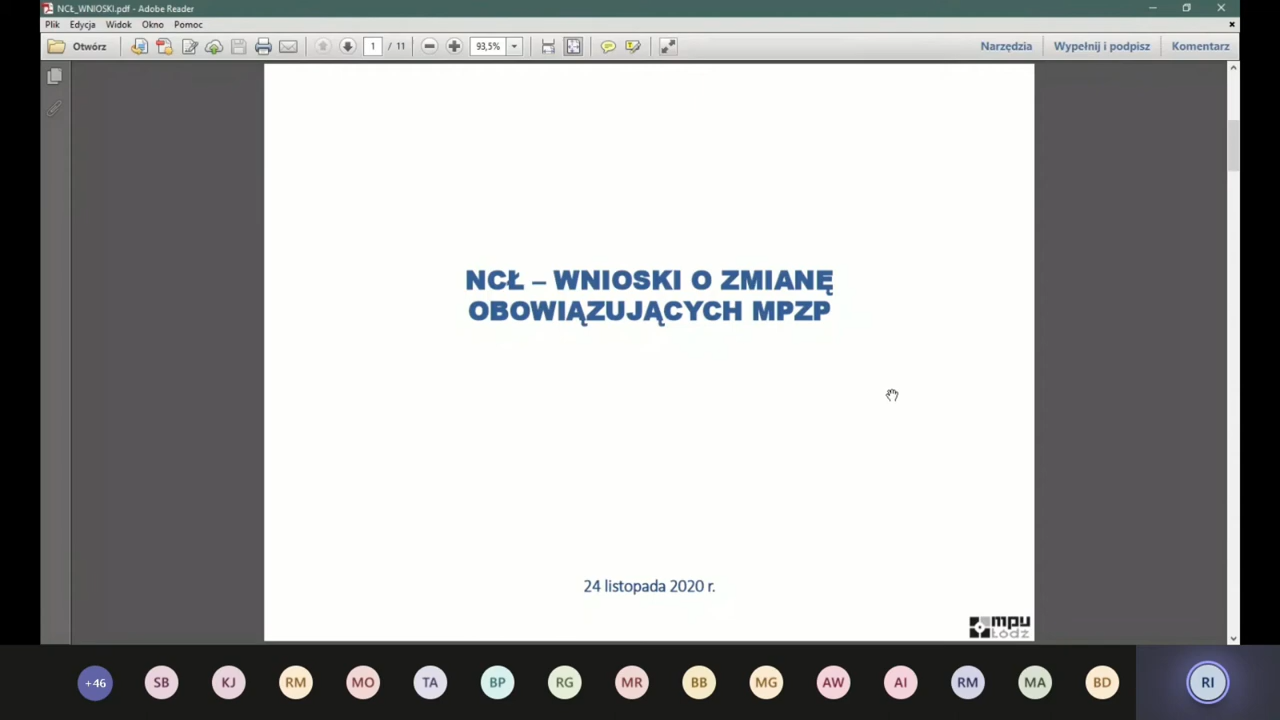 NCŁ_WNIOSKI.pdf - Adobe Reader
Plik Edycja Widok Okno Pomoc
Otwórz 1 / 11 93,5% Narzędzia Wypełnij i podpisz Komentarz
NCŁ – WNIOSKI O ZMIANĘ
OBOWIĄZUJĄCYCH MPZP
24 listopada 2020 r.
mpu
Łódź
+46 SB KJ RM MO TA BP RG MR BB MG AW AI RM MA BD RI